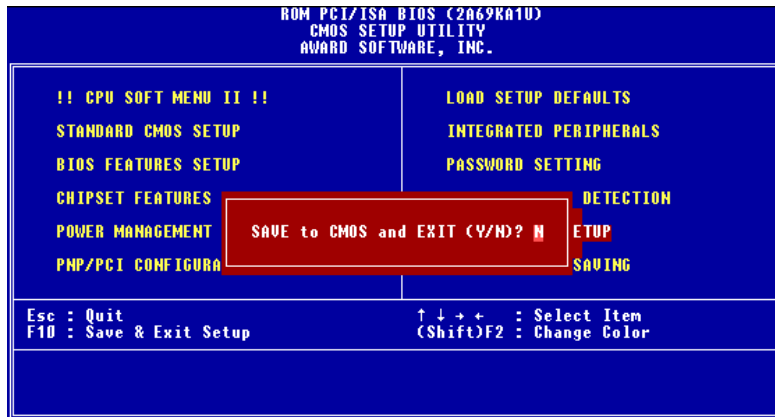 ROM PCI/ISA BIOS (2A69KA1U)
CMOS SETUP UTILITY
AWARD SOFTWARE, INC.
!! CPU SOFT MENU II !!
STANDARD CMOS SETUP
BIOS FEATURES SETUP
CHIPSET FEATURES
POWER MANAGEMENT
PNP/PCI CONFIGURA
LOAD SETUP DEFAULTS
INTEGRATED PERIPHERALS
PASSWORD SETTING
DETECTION
ETUP
SAVING
SAVE to CMOS and EXIT (Y/N)? N
Esc : Quit
F10 : Save & Exit Setup
↑ ↓ → ← : Select Item
(Shift)F2 : Change Color